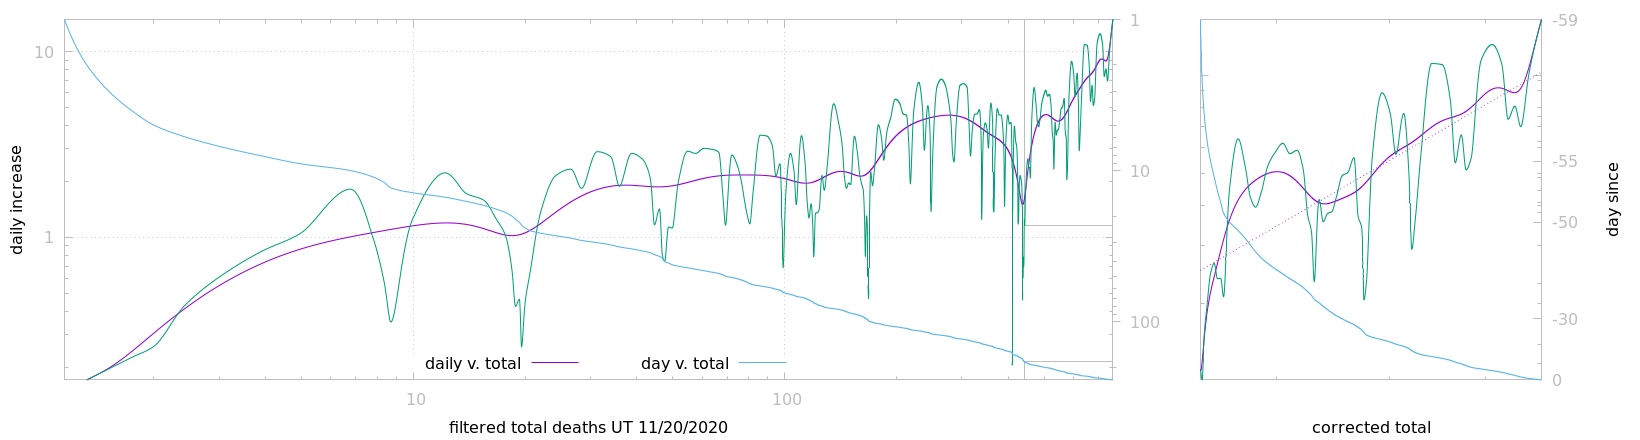 10
1
daily increase
daily v. total
day v. total
10
100
filtered total deaths UT 11/20/2020
1
10
100
-59
-55
-50
-30
0
day since
corrected total